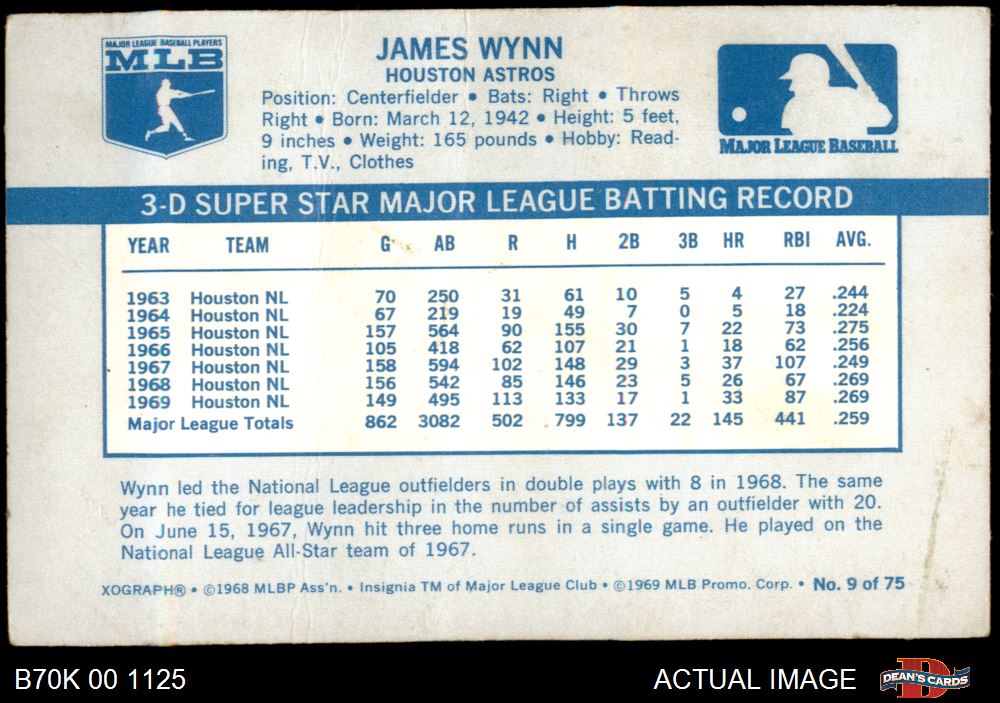 MAJOR LEAGUE BASEBALL PLAYERS
MLB
JAMES WYNN
HOUSTON ASTROS
Position: Centerfielder • Bats: Right • Throws
Right • Born: March 12, 1942 • Height: 5 feet,
9 inches • Weight: 165 pounds • Hobby: Read-
ing, T.V., Clothes
MAJOR LEAGUE BASEBALL
3-D SUPER STAR MAJOR LEAGUE BATTING RECORD
YEAR TEAM G AB R H 2B 3B HR RBI AVG.
1963 Houston NL 70 250 31 61 10 5 4 27 .244
1964 Houston NL 67 219 19 49 7 0 5 18 .224
1965 Houston NL 157 564 90 155 30 7 22 73 .275
1966 Houston NL 105 418 62 107 21 1 18 62 .256
1967 Houston NL 158 594 102 148 29 3 37 107 .249
1968 Houston NL 156 542 85 146 23 5 26 67 .269
1969 Houston NL 149 495 113 133 17 1 33 87 .269
Major League Totals 862 3082 502 799 137 22 145 441 .259
Wynn led the National League outfielders in double plays with 8 in 1968. The same
year he tied for league leadership in the number of assists by an outfielder with 20.
On June 15, 1967, Wynn hit three home runs in a single game. He played on the
National League All-Star team of 1967.
XOGRAPH® • ©1968 MLBP Ass'n. • Insignia TM of Major League Club • ©1969 MLB Promo. Corp. • No. 9 of 75
B70K 00 1125
ACTUAL IMAGE
DEAN'S CARDS